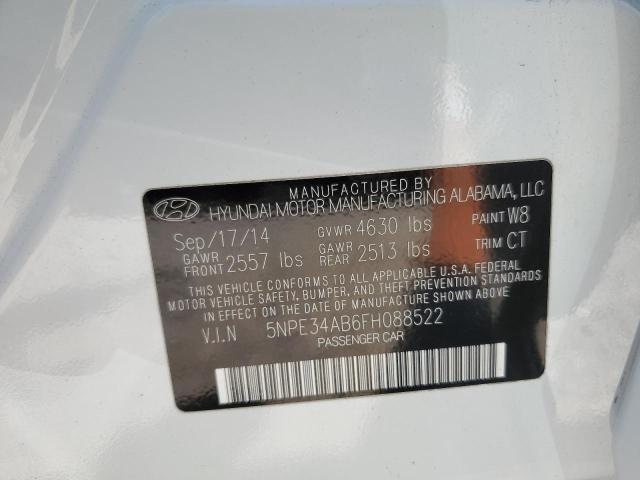 MANUFACTURED BY
HYUNDAI MOTOR MANUFACTURING ALABAMA, LLC
Sep/17/14 GVWR 4630 lbs PAINT W8
GAWR FRONT 2557 lbs GAWR REAR 2513 lbs TRIM CT
THIS VEHICLE CONFORMS TO ALL APPLICABLE U.S.A. FEDERAL
MOTOR VEHICLE SAFETY, BUMPER, AND THEFT PREVENTION
STANDARDS IN EFFECT ON THE DATE OF MANUFACTURE SHOWN ABOVE.
V.I.N 5NPE34AB6FH088522
PASSENGER CAR